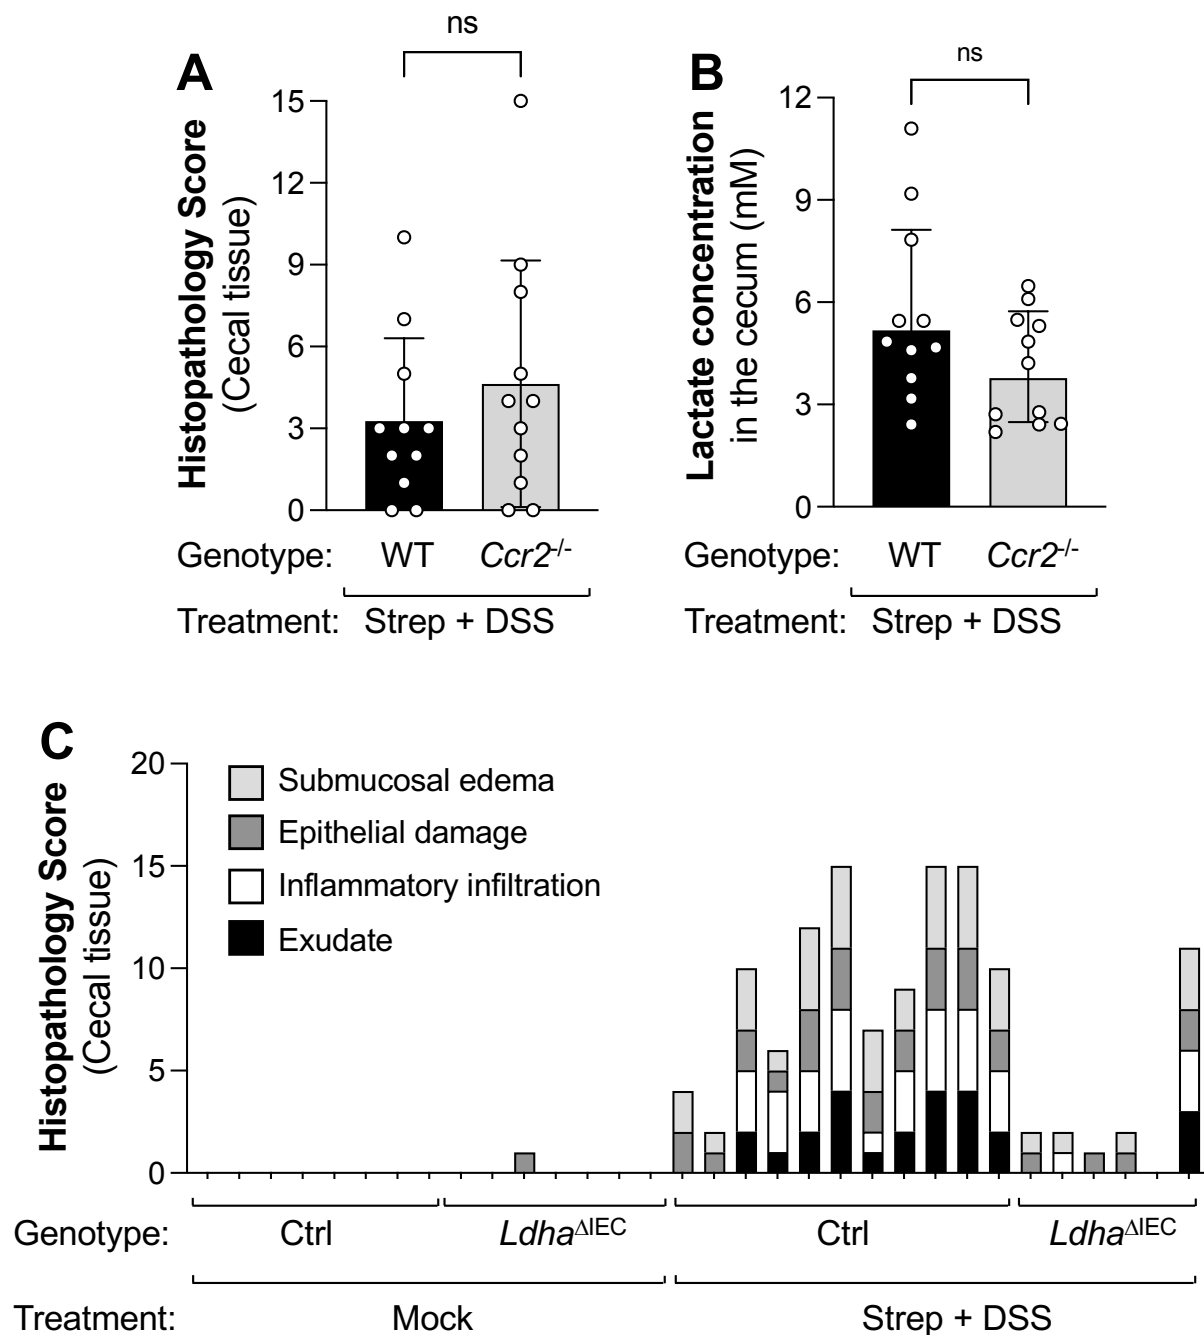 A
ns
Histopathology Score
(Cecal tissue)
15
12
9
6
3
0
Genotype: WT Ccr2-/-
Treatment: Strep + DSS
B
ns
Lactate concentration
in the cecum (mM)
12
9
6
3
0
Genotype: WT Ccr2-/-
Treatment: Strep + DSS
C
Histopathology Score
(Cecal tissue)
20
15
10
5
0
Submucosal edema
Epithelial damage
Inflammatory infiltration
Exudate
Genotype: Ctrl LdhaΔIEC Ctrl LdhaΔIEC
Treatment: Mock Strep + DSS